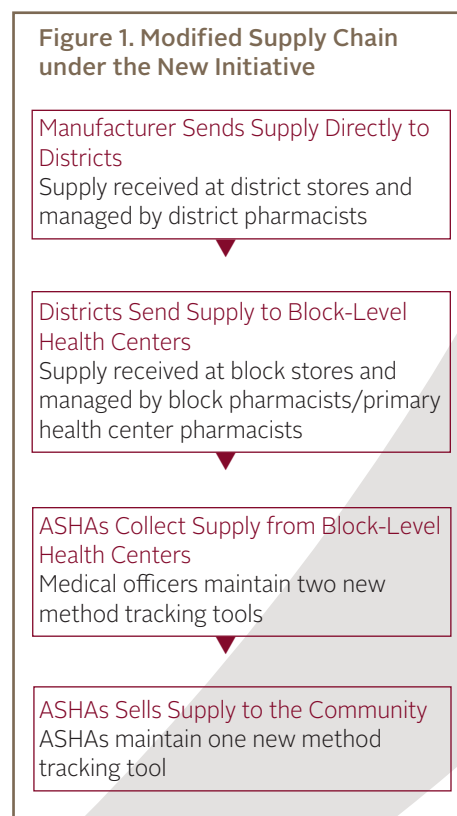 Figure 1. Modified Supply Chain
under the New Initiative
Manufacturer Sends Supply Directly to
Districts
Supply received at district stores and
managed by district pharmacists
Districts Send Supply to Block-Level
Health Centers
Supply received at block stores and
managed by block pharmacists/primary
health center pharmacists
ASHAs Collect Supply from Block-Level
Health Centers
Medical officers maintain two new
method tracking tools
ASHAs Sells Supply to the Community
ASHAs maintain one new method
tracking tool